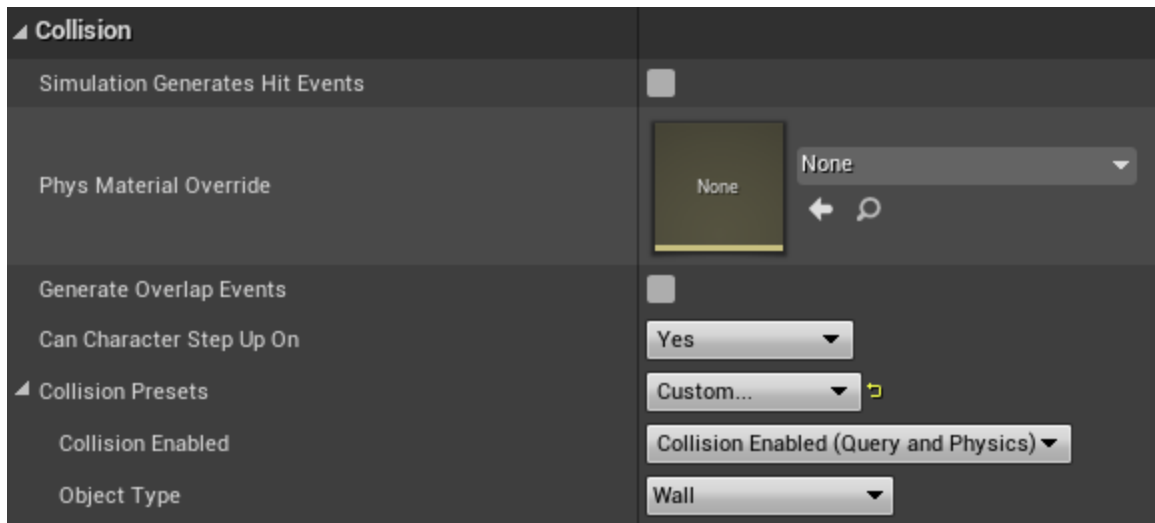 Collision
Simulation Generates Hit Events
Phys Material Override
None
None
Generate Overlap Events
Can Character Step Up On
Yes
Collision Presets
Custom...
Collision Enabled
Collision Enabled (Query and Physics)
Object Type
Wall